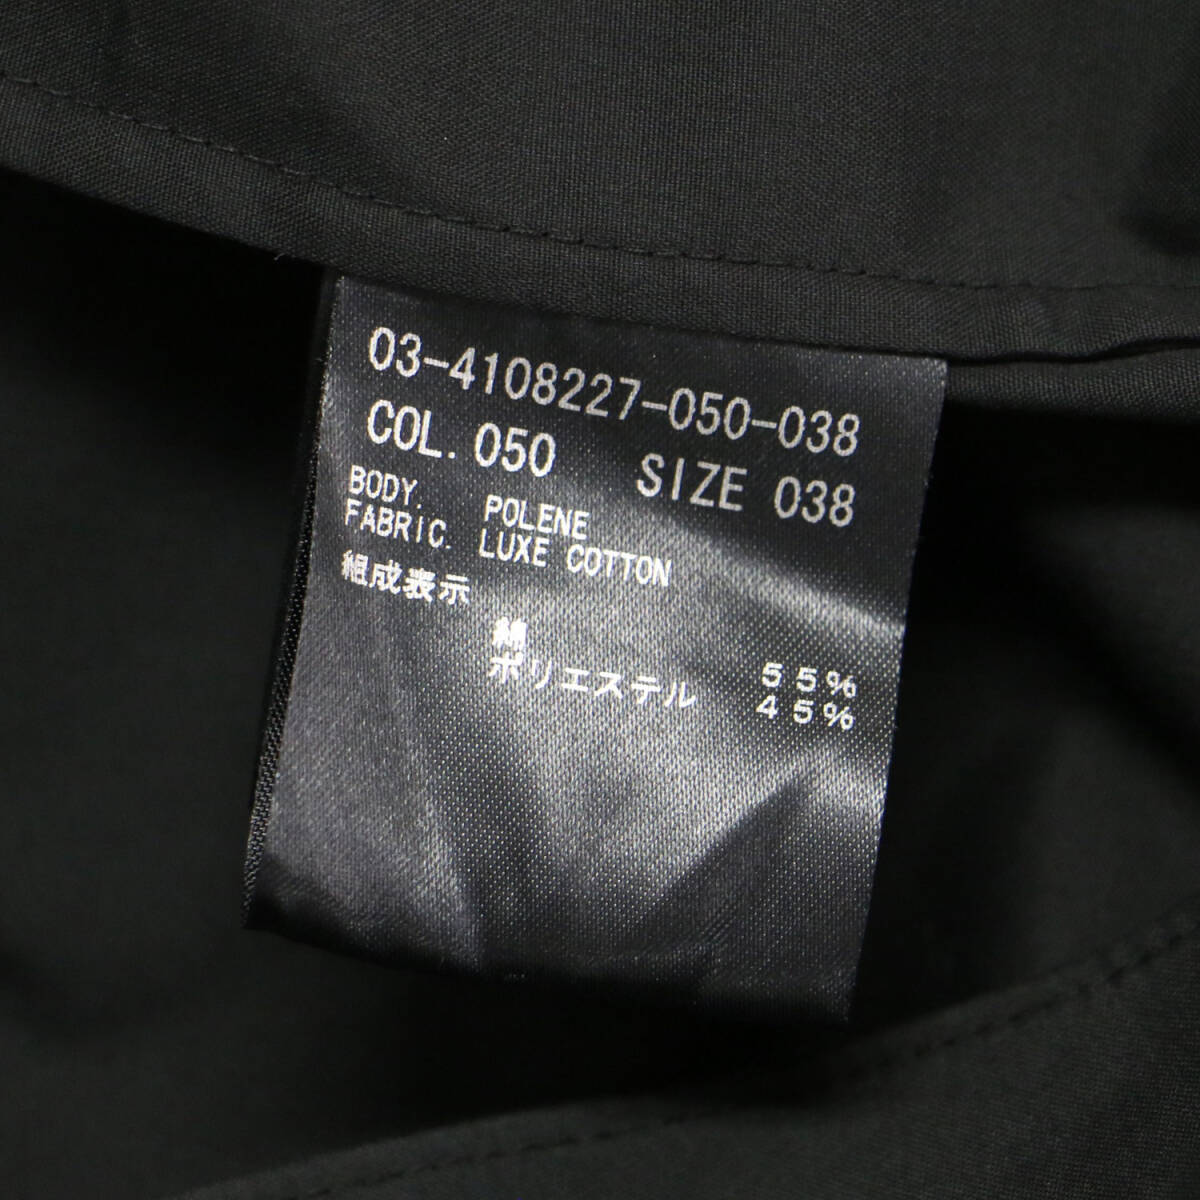 03-4108227-050-038
COL. 050 SIZE 038
BODY. POLENE
FABRIC. LUXE COTTON
組成表示
綿 55%
ポリエステル 45%